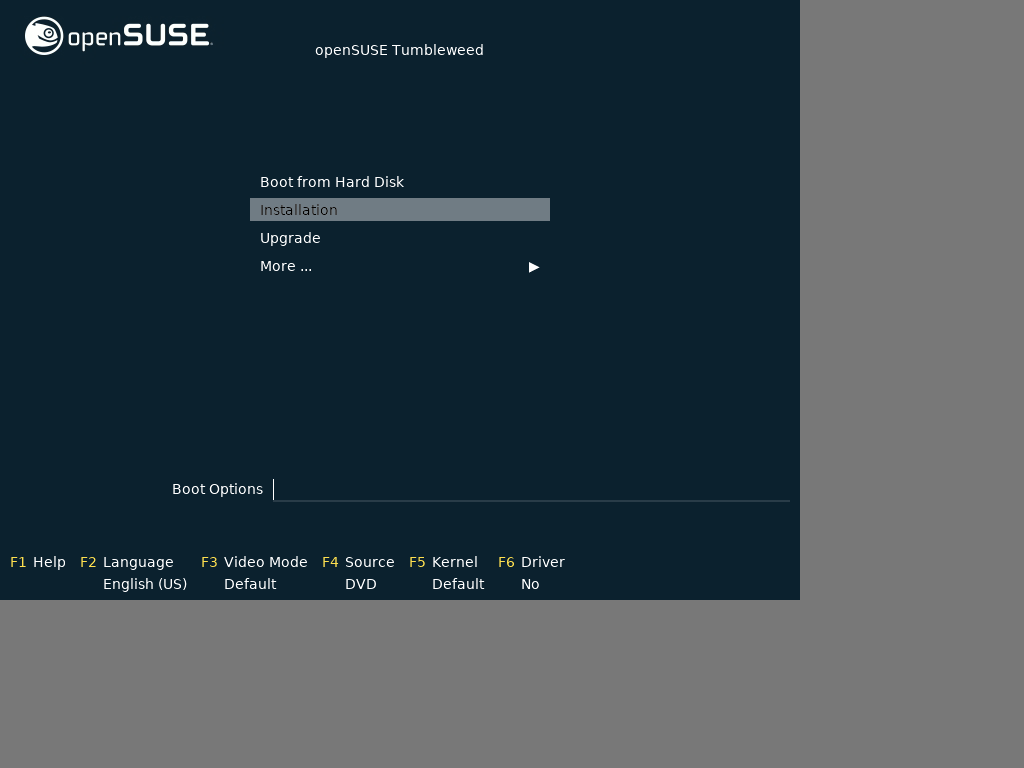 openSUSE
openSUSE Tumbleweed
Boot from Hard Disk
Installation
Upgrade
More ...
Boot Options
F1 Help F2 Language F3 Video Mode F4 Source F5 Kernel F6 Driver
English (US) Default DVD Default No